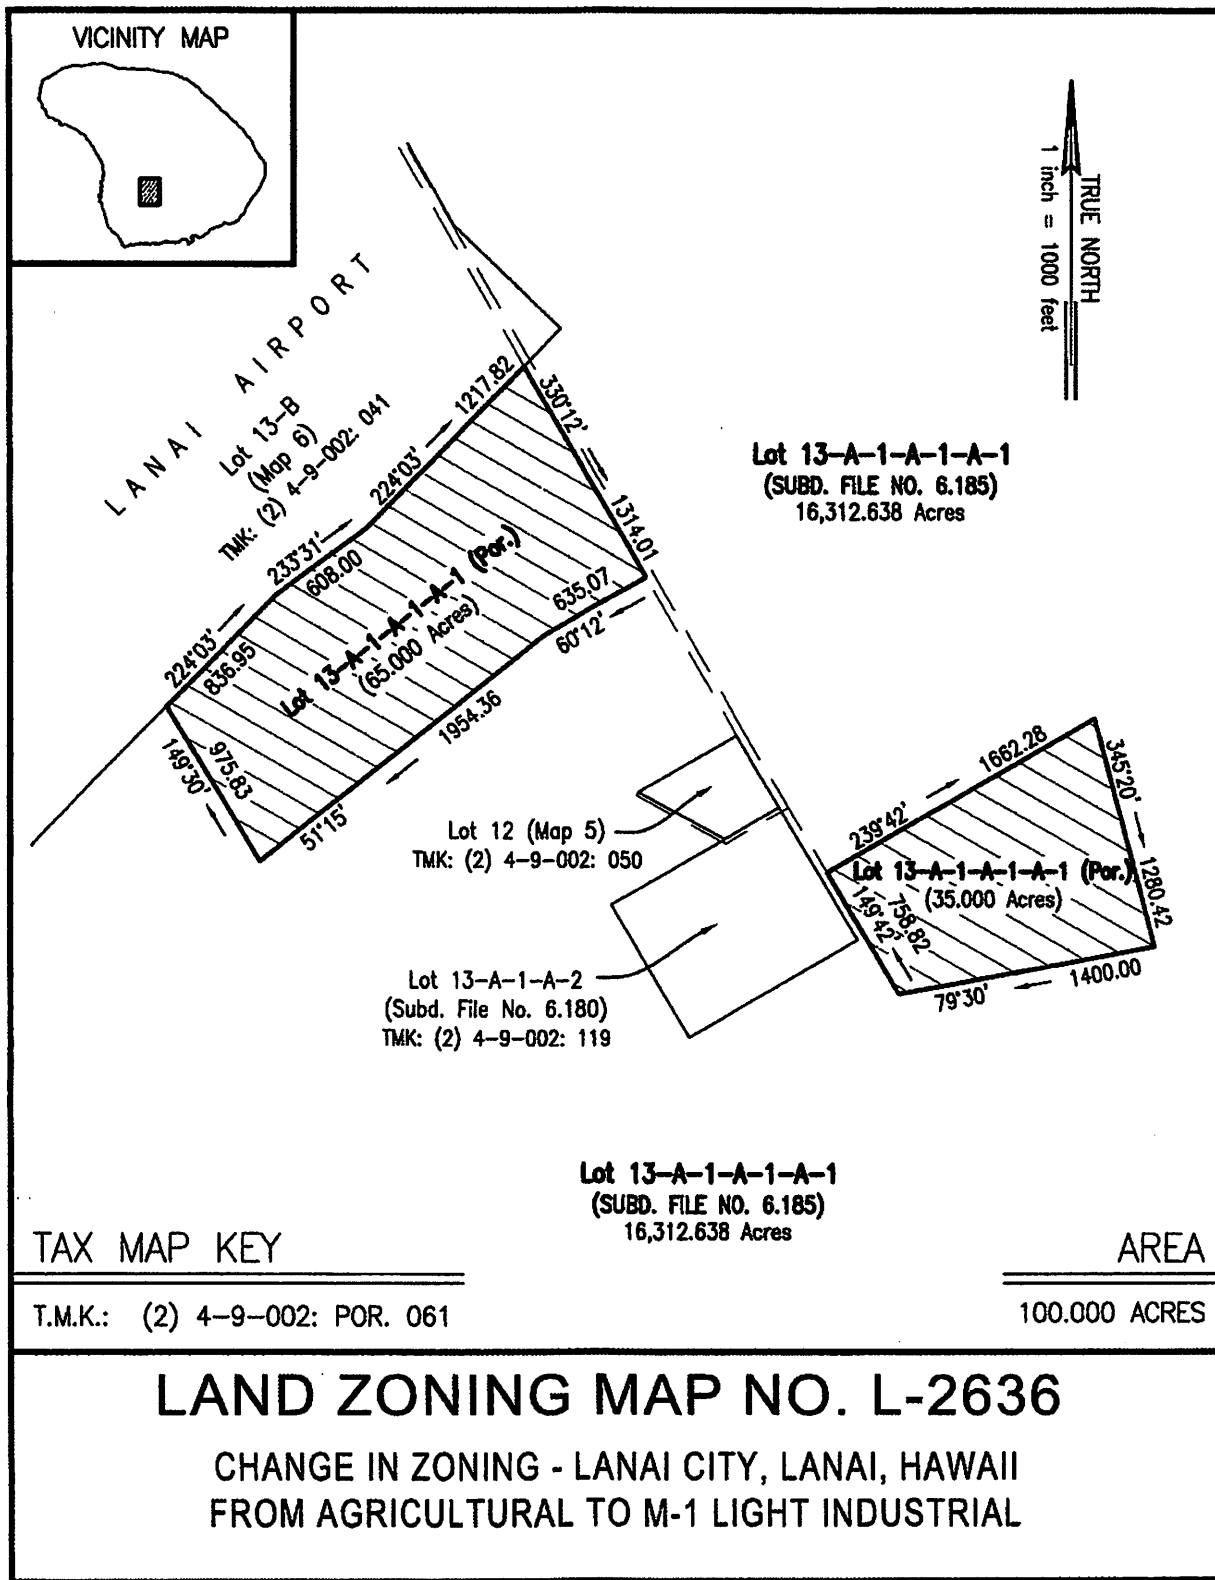 VICINITY MAP
TRUE NORTH
1 inch = 1000 feet
LANAI AIRPORT
Lot 13-B
(Map 6)
TMK: (2) 4-9-002: 041
224°03'
1217.82
233°31'
608.00
224°03'
836.95
330°12'
1314.01
635.07
60°12'
1954.36
51°15'
975.83
149°30'
Lot 13-A-1-A-1-A-1 (Por.)
(65.000 Acres)
Lot 13-A-1-A-1-A-1
(SUBD. FILE NO. 6.185)
16,312.638 Acres
Lot 12 (Map 5)
TMK: (2) 4-9-002: 050
Lot 13-A-1-A-2
(Subd. File No. 6.180)
TMK: (2) 4-9-002: 119
239°42'
1662.28
345°20'
1280.42
Lot 13-A-1-A-1-A-1 (Por.)
(35.000 Acres)
758.82
149°42'
79°30'
1400.00
Lot 13-A-1-A-1-A-1
(SUBD. FILE NO. 6.185)
16,312.638 Acres
TAX MAP KEY
AREA
T.M.K.: (2) 4-9-002: POR. 061
100.000 ACRES
LAND ZONING MAP NO. L-2636
CHANGE IN ZONING - LANAI CITY, LANAI, HAWAII
FROM AGRICULTURAL TO M-1 LIGHT INDUSTRIAL